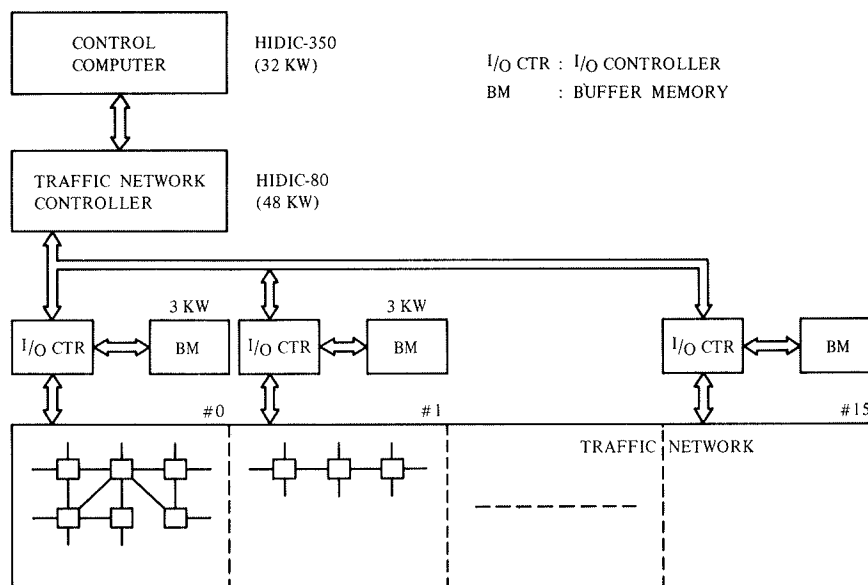 CONTROL
COMPUTER
HIDIC-350
(32 KW)
I/O CTR : I/O CONTROLLER
BM : BUFFER MEMORY
TRAFFIC NETWORK
CONTROLLER
HIDIC-80
(48 KW)
3 KW
3 KW
I/O CTR
BM
I/O CTR
BM
I/O CTR
BM
#0
#1
#15
TRAFFIC NETWORK